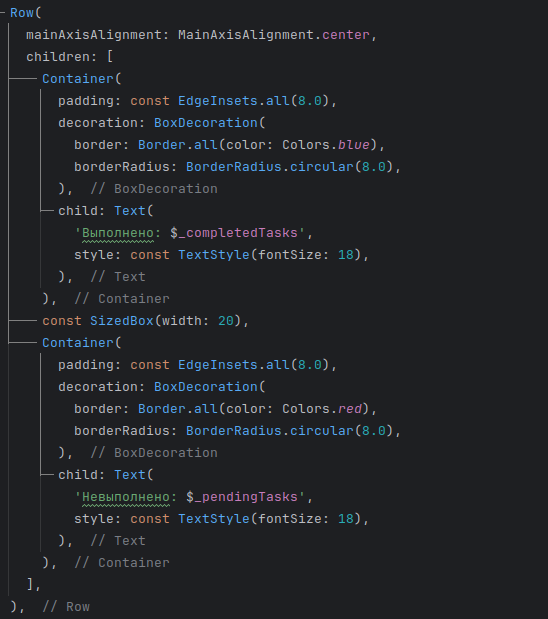 Row(
mainAxisAlignment: MainAxisAlignment.center,
children: [
Container(
padding: const EdgeInsets.all(8.0),
decoration: BoxDecoration(
border: Border.all(color: Colors.blue),
borderRadius: BorderRadius.circular(8.0),
), // BoxDecoration
child: Text(
'Выполнено: $_completedTasks',
style: const TextStyle(fontSize: 18),
), // Text
), // Container
const SizedBox(width: 20),
Container(
padding: const EdgeInsets.all(8.0),
decoration: BoxDecoration(
border: Border.all(color: Colors.red),
borderRadius: BorderRadius.circular(8.0),
), // BoxDecoration
child: Text(
'Невыполнено: $_pendingTasks',
style: const TextStyle(fontSize: 18),
), // Text
), // Container
],
), // Row